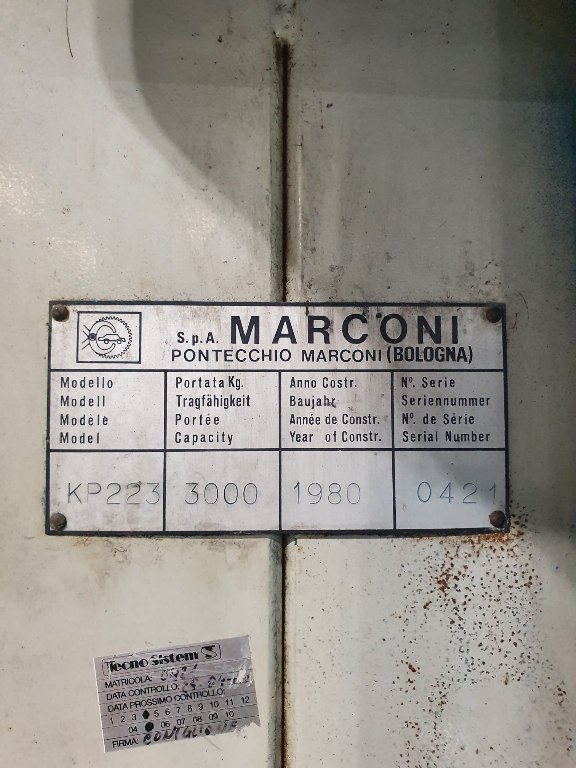 S.p.A. MARCONI
PONTECCHIO MARCONI (BOLOGNA)
Modello Portata Kg. Anno Costr. Nº. Serie
Modell Tragfähigkeit Baujahr Seriennummer
Modèle Portée Année de Constr. Nº. de Série
Model Capacity Year of Constr. Serial Number
KP223 3000 1980 0421
Tecno Sistem S
MATRICOLA:
DATA CONTROLLO:
DATA PROSSIMO CONTROLLO:
1 2 3 5 6 7 8 9 10 11 12
04 06 07 08 09 10
FIRMA: